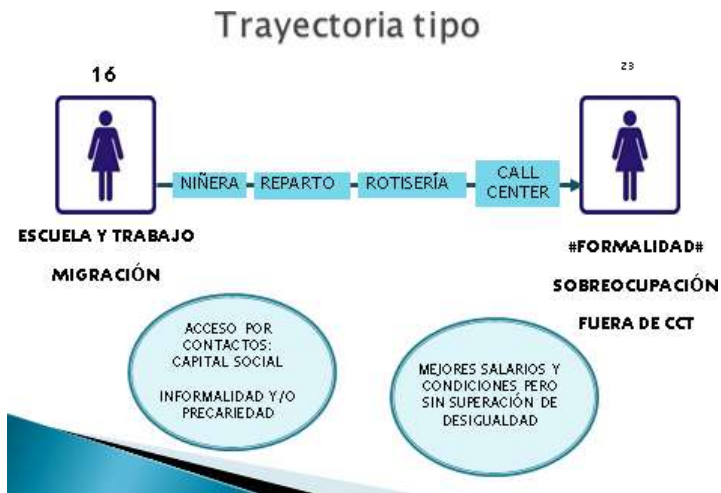 Trayectoria tipo
16
23
NIÑERA
REPARTO
ROTISERÍA
CALL
CENTER
ESCUELA Y TRABAJO
MIGRACIÓN
#FORMALIDAD#
SOBREOCUPACIÓN
FUERA DE CCT
ACCESO POR
CONTACTOS:
CAPITAL SOCIAL
INFORMALIDAD Y/O
PRECARIEDAD
MEJORES SALARIOS Y
CONDICIONES PERO
SIN SUPERACIÓN DE
DESIGUALDAD